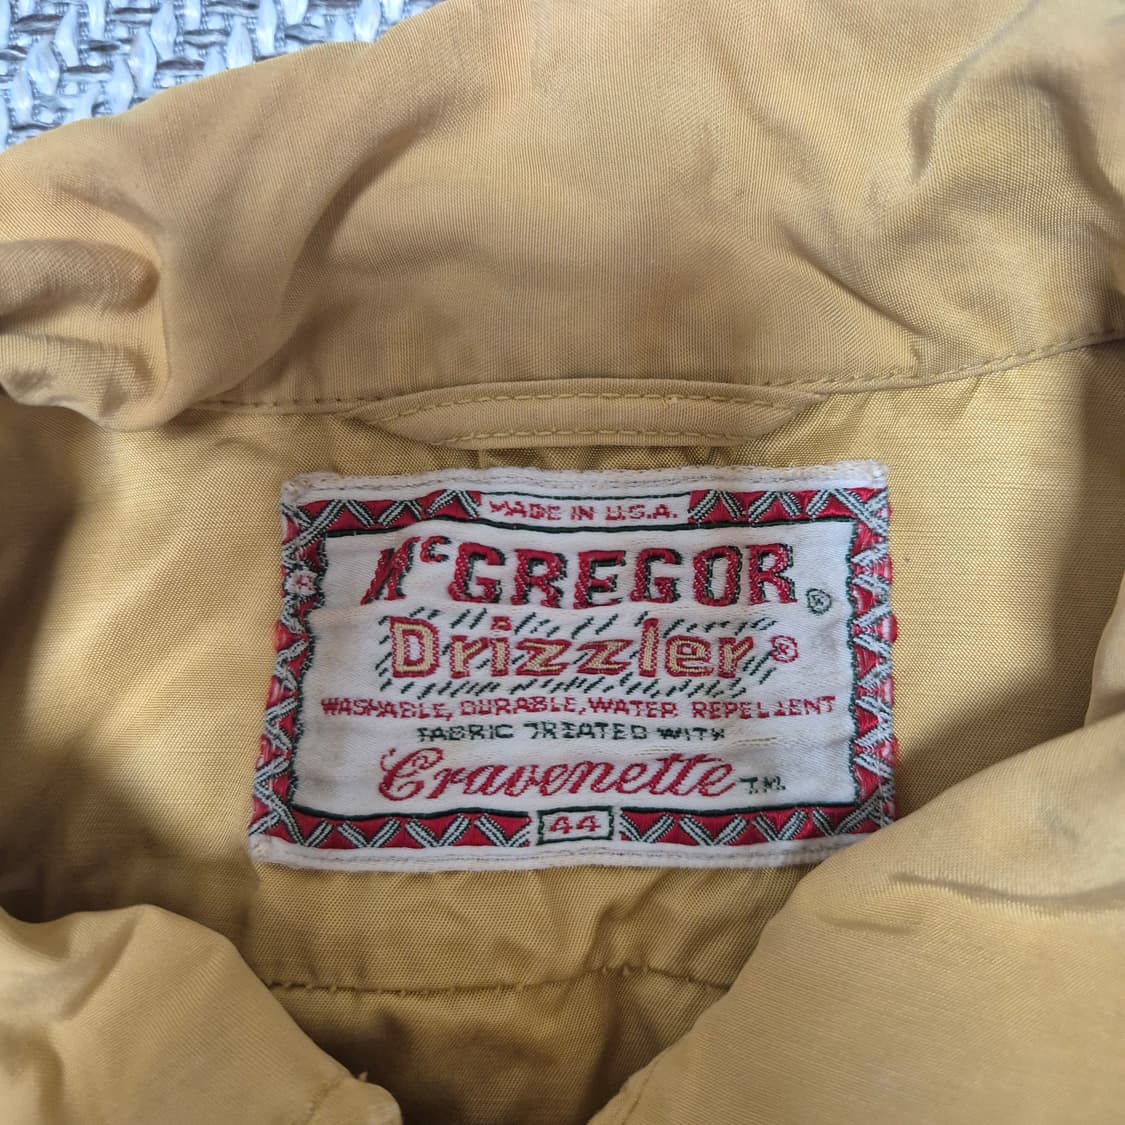 MADE IN U.S.A.
McGREGOR®
Drizzler®
WASHABLE, DURABLE, WATER REPELLENT
FABRIC TREATED WITH
Cravenette T.M.
44